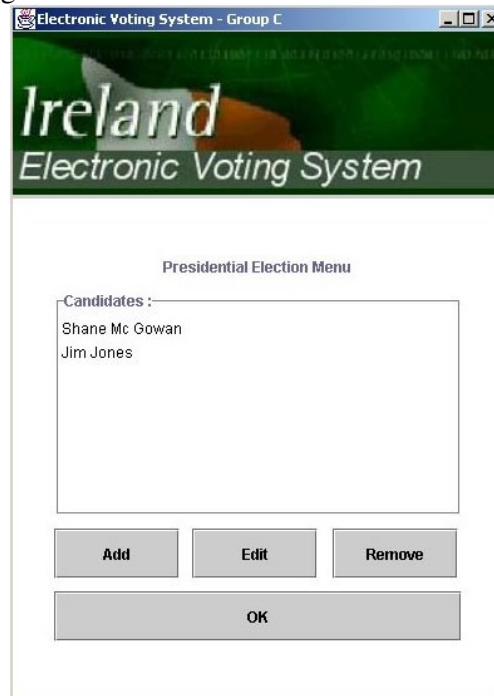 Electronic Voting System - Group C
Ireland
Electronic Voting System
Presidential Election Menu
Candidates :
Shane Mc Gowan
Jim Jones
Add Edit Remove
OK